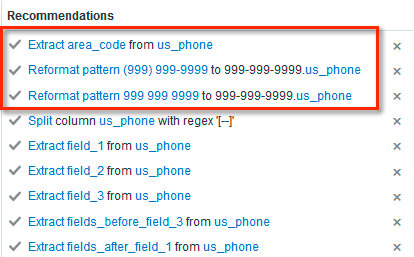 Recommendations
Extract area_code from us_phone
Reformat pattern (999) 999-9999 to 999-999-9999.us_phone
Reformat pattern 999 999 9999 to 999-999-9999.us_phone
Split column us_phone with regex '[--]'
Extract field_1 from us_phone
Extract field_2 from us_phone
Extract field_3 from us_phone
Extract fields_before_field_3 from us_phone
Extract fields_after_field_1 from us_phone